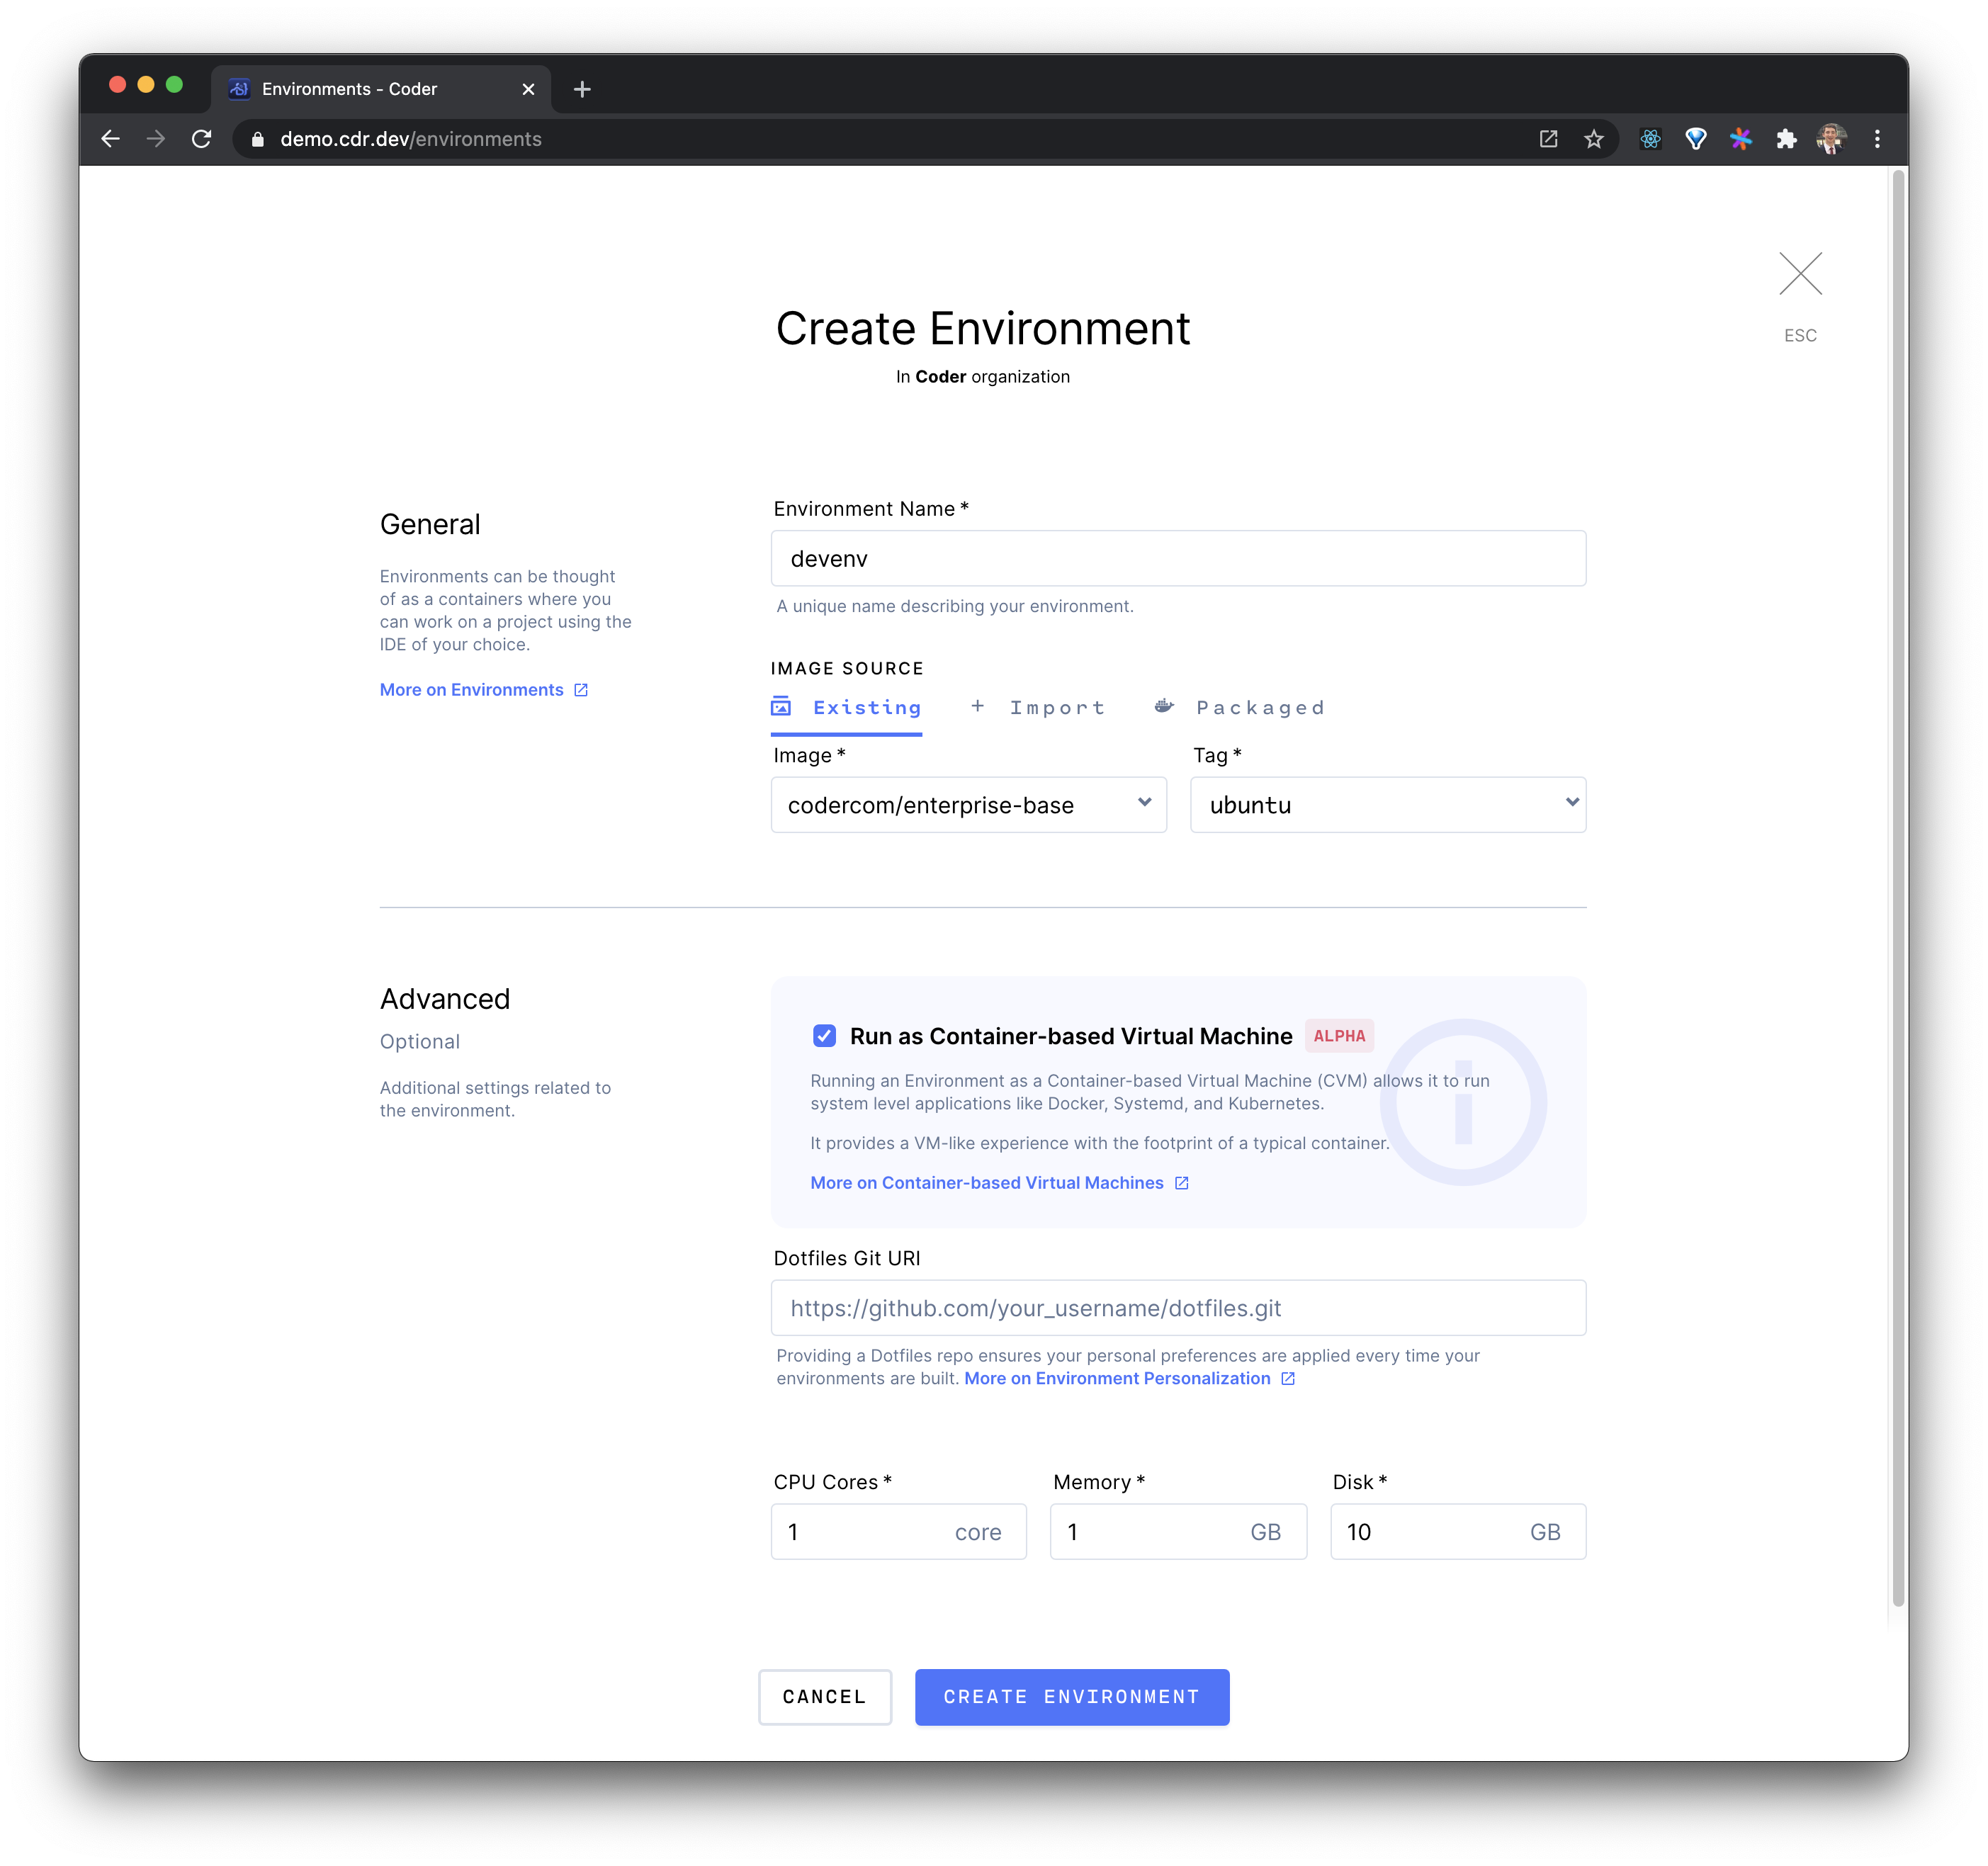 Environments - Coder
demo.cdr.dev/environments
ESC
Create Environment
In Coder organization
General
Environments can be thought
of as a containers where you
can work on a project using the
IDE of your choice.
More on Environments
Environment Name *
devenv
A unique name describing your environment.
IMAGE SOURCE
Existing + Import Packaged
Image * Tag *
codercom/enterprise-base ubuntu
Advanced
Optional
Additional settings related to
the environment.
Run as Container-based Virtual Machine ALPHA
Running an Environment as a Container-based Virtual Machine (CVM) allows it to run
system level applications like Docker, Systemd, and Kubernetes.
It provides a VM-like experience with the footprint of a typical container.
More on Container-based Virtual Machines
Dotfiles Git URI
https://github.com/your_username/dotfiles.git
Providing a Dotfiles repo ensures your personal preferences are applied every time your
environments are built. More on Environment Personalization
CPU Cores * Memory * Disk *
1 core 1 GB 10 GB
CANCEL CREATE ENVIRONMENT